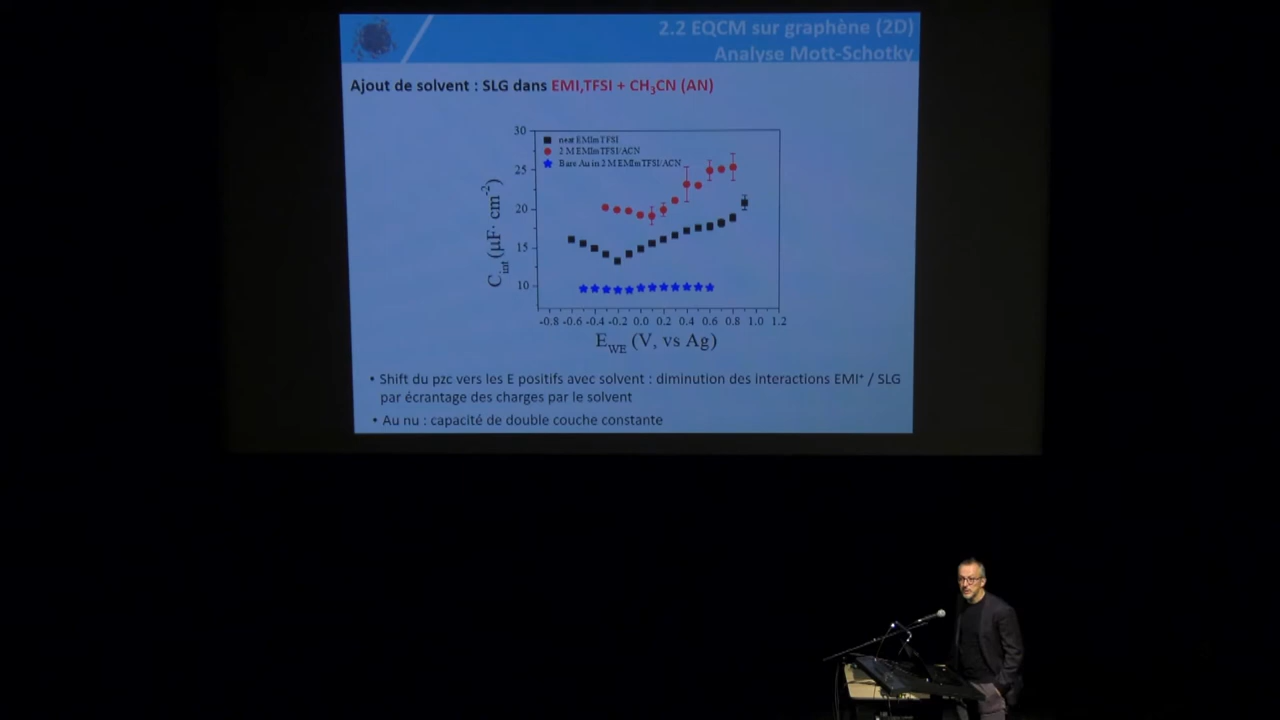 2.2 EQCM sur graphène (2D)
Analyse Mott-Schotky
Ajout de solvent : SLG dans EMI,TFSI + CH₃CN (AN)
neat EMImTFSI
2 M EMImTFSI/ACN
Bare Au in 2 M EMImTFSI/ACN
30
25
20
15
10
C_int (μF· cm⁻²)
-0.8 -0.6 -0.4 -0.2 0.0 0.2 0.4 0.6 0.8 1.0 1.2
E_WE (V, vs Ag)
• Shift du pzc vers les E positifs avec solvent : diminution des interactions EMI⁺ / SLG
par écrantage des charges par le solvent
• Au nu : capacité de double couche constante